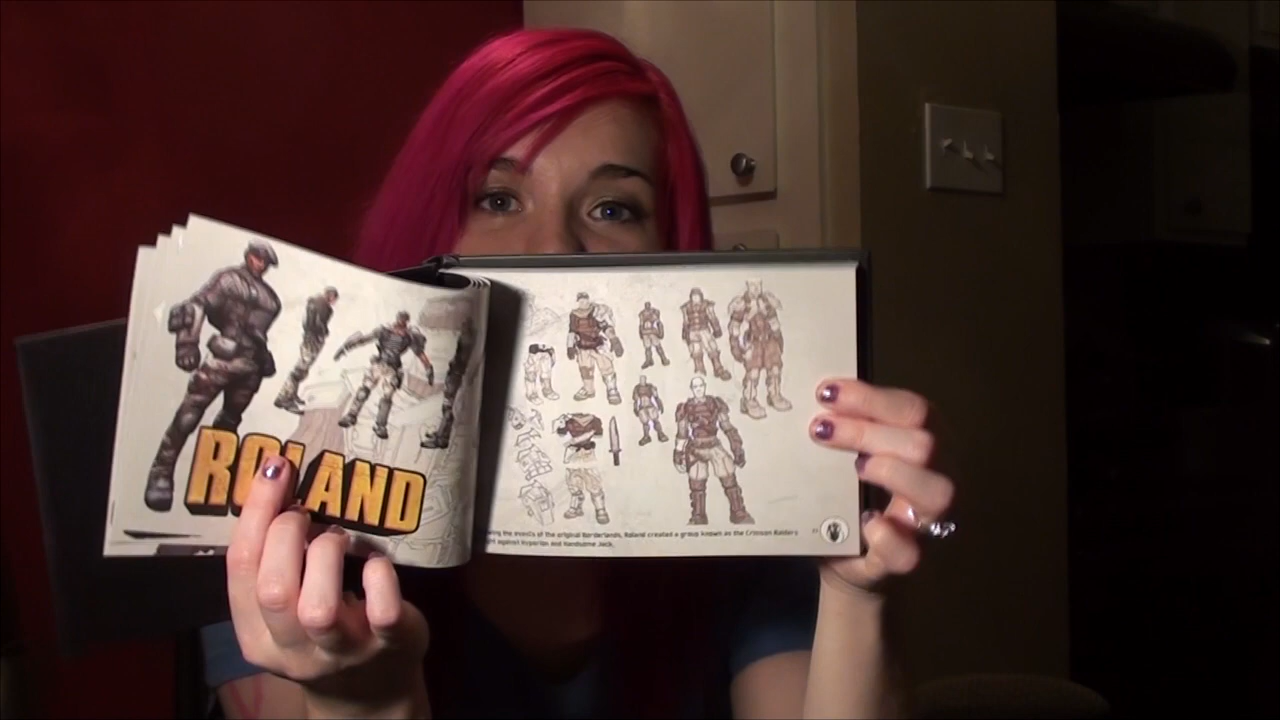 ROLAND
the events of the original Borderlands, Roland created a group known as the Crimson Raiders
against Hyperion and Handsome Jack.